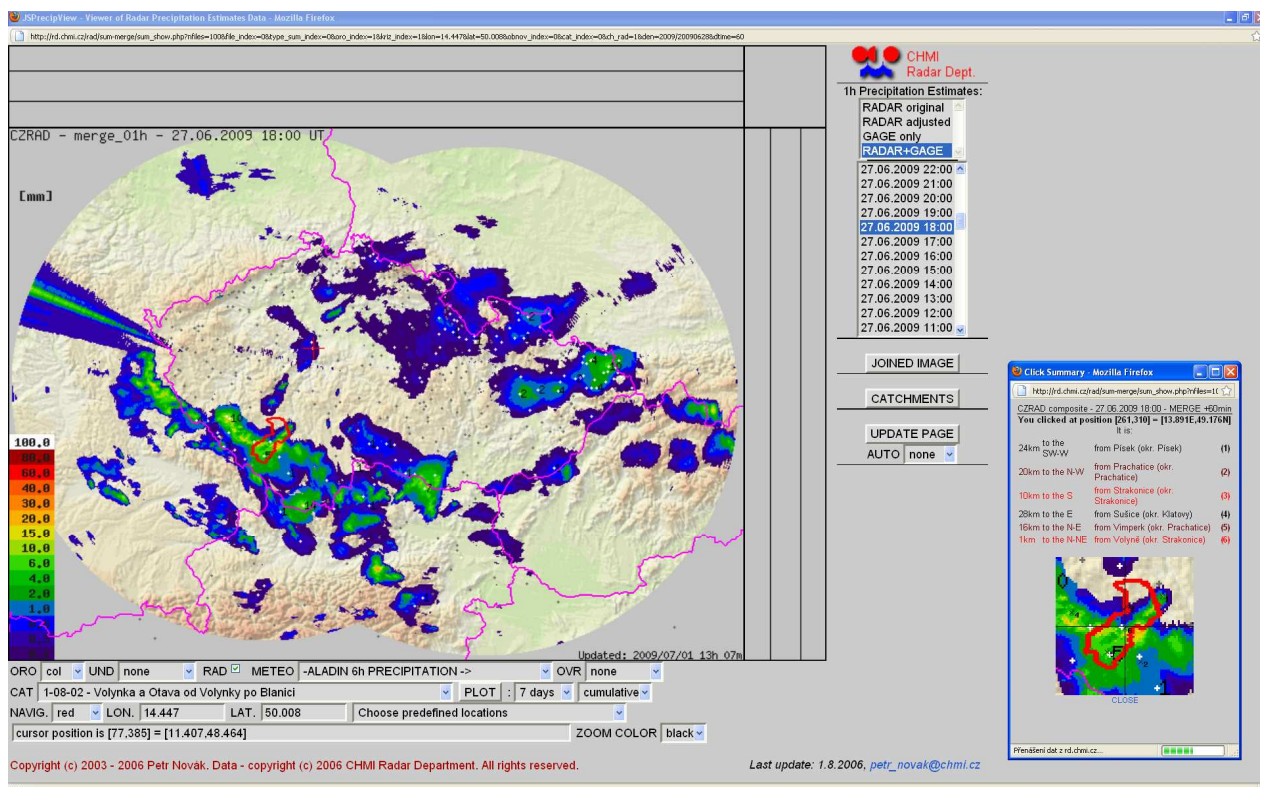 JSPrecipView - Viewer of Radar Precipitation Estimates Data - Mozilla Firefox
http://rd.chmi.cz/rad/sum-merge/sum_show.php?nfiles=100&file_index=0&type_sum_index=0&oro_index=1&kriz_index=1&lon=14.447&lat=50.008&obnov_index=0&cat_index=0&ch_rad=1&den=2009/20090628&dtime=60
CHMI
Radar Dept.
1h Precipitation Estimates:
RADAR original
RADAR adjusted
GAGE only
RADAR+GAGE
27.06.2009 22:00
27.06.2009 21:00
27.06.2009 20:00
27.06.2009 19:00
27.06.2009 18:00
27.06.2009 17:00
27.06.2009 16:00
27.06.2009 15:00
27.06.2009 14:00
27.06.2009 13:00
27.06.2009 12:00
27.06.2009 11:00
JOINED IMAGE
CATCHMENTS
UPDATE PAGE
AUTO none
CZRAD - merge_01h - 27.06.2009 18:00 UT
[mm]
100.0
80.0
60.0
40.0
30.0
20.0
15.0
10.0
6.0
4.0
2.0
1.0
Updated: 2009/07/01 13h 07m
ORO col UND none RAD METEO -ALADIN 6h PRECIPITATION -> OVR none
CAT 1-08-02 - Volynka a Otava od Volynky po Blanici PLOT : 7 days cumulative
NAVIG. red LON. 14.447 LAT. 50.008 Choose predefined locations
cursor position is [77,385] = [11.407,48.464] ZOOM COLOR black
Copyright (c) 2003 - 2006 Petr Novák. Data - copyright (c) 2006 CHMI Radar Department. All rights reserved.
Last update: 1.8.2006, petr_novak@chmi.cz
Click Summary - Mozilla Firefox
http://rd.chmi.cz/rad/sum-merge/sum_show.php?nfiles=1(
CZRAD composite - 27.06.2009 18:00 - MERGE +60min
You clicked at position [261,310] = [13.891E,49.176N]
It is:
24km to the SW-W from Písek (okr. Písek) (1)
20km to the N-W from Prachatice (okr. Prachatice) (2)
10km to the S from Strakonice (okr. Strakonice) (3)
28km to the E from Sušice (okr. Klatovy) (4)
16km to the N-E from Vimperk (okr. Prachatice) (5)
1km to the N-NE from Volyně (okr. Strakonice) (6)
CLOSE
Přenášení dat z rd.chmi.cz...